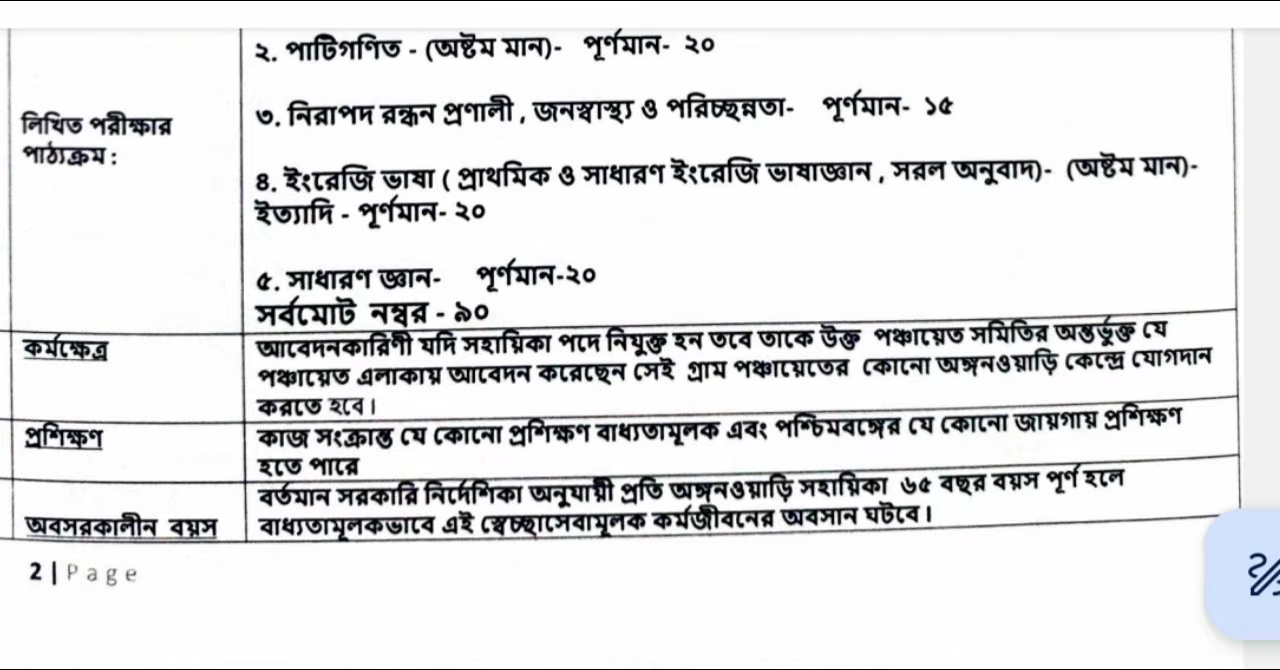 ২. পাটিগণিত - (অষ্টম মান)- পূর্ণমান- ২০
৩. নিরাপদ রন্ধন প্রণালী , জনস্বাস্থ্য ও পরিচ্ছন্নতা- পূর্ণমান- ১৫
লিখিত পরীক্ষার
পাঠ্যক্রম :
৪. ইংরেজি ভাষা ( প্রাথমিক ও সাধারণ ইংরেজি ভাষাজ্ঞান , সরল অনুবাদ)- (অষ্টম মান)-
ইত্যাদি - পূর্ণমান- ২০
৫. সাধারণ জ্ঞান- পূর্ণমান-২০
সর্বমোট নম্বর - ৯০
কর্মক্ষেত্র
আবেদনকারিণী যদি সহায়িকা পদে নিযুক্ত হন তবে তাকে উক্ত পঞ্চায়েত সমিতির অন্তর্ভুক্ত যে
পঞ্চায়েত এলাকায় আবেদন করেছেন সেই গ্রাম পঞ্চায়েতের কোনো অঙ্গনওয়াড়ি কেন্দ্রে যোগদান
করতে হবে।
প্রশিক্ষণ
কাজ সংক্রান্ত যে কোনো প্রশিক্ষণ বাধ্যতামূলক এবং পশ্চিমবঙ্গের যে কোনো জায়গায় প্রশিক্ষণ
হতে পারে
বর্তমান সরকারি নির্দেশিকা অনুযায়ী প্রতি অঙ্গনওয়াড়ি সহায়িকা ৬৫ বছর বয়স পূর্ণ হলে
অবসরকালীন বয়স
বাধ্যতামূলকভাবে এই স্বেচ্ছাসেবামূলক কর্মজীবনের অবসান ঘটবে।
2 | Page